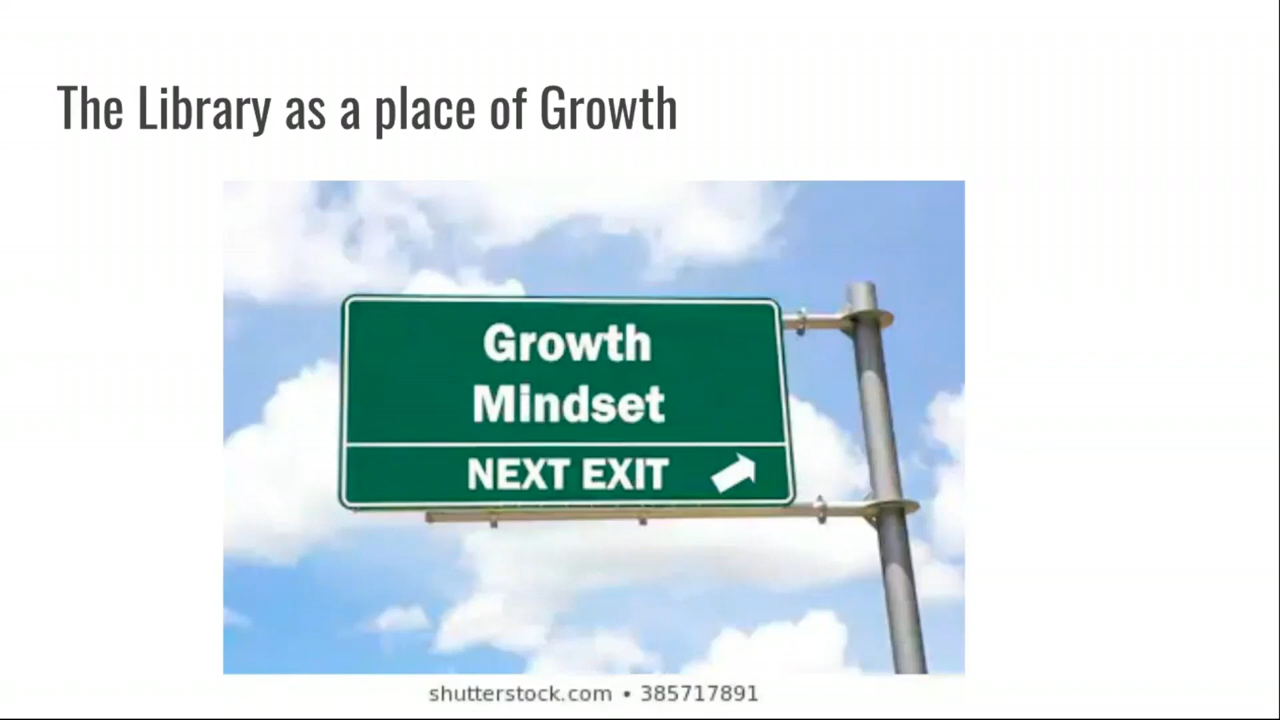 The Library as a place of Growth
Growth
Mindset
NEXT EXIT
shutterstock.com • 385717891